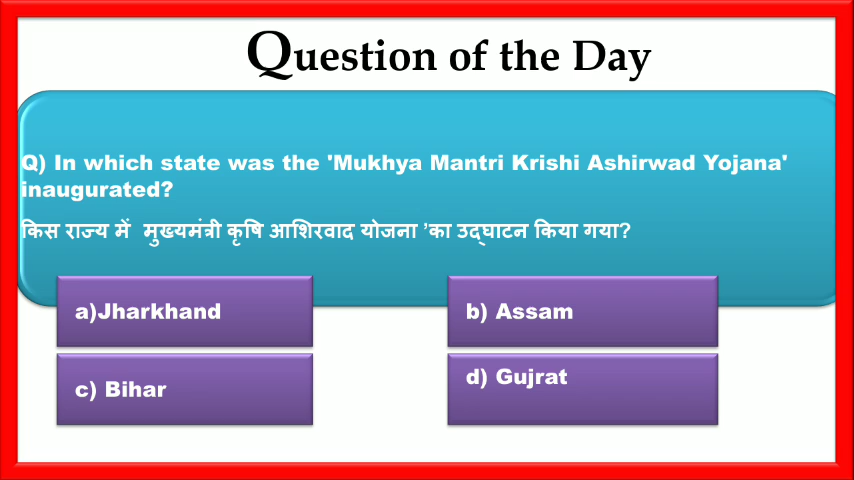 Question of the Day
Q) In which state was the 'Mukhya Mantri Krishi Ashirwad Yojana'
inaugurated?
किस राज्य में मुख्यमंत्री कृषि आशिरवाद योजना ’का उद्घाटन किया गया?
a)Jharkhand
b) Assam
c) Bihar
d) Gujrat